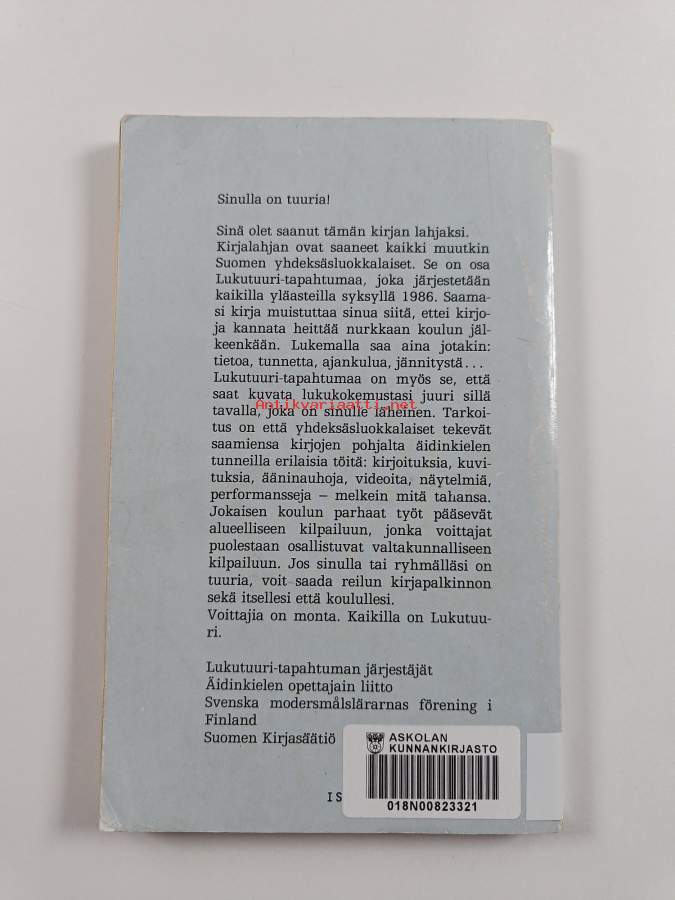 Sinulla on tuuria!
Sinä olet saanut tämän kirjan lahjaksi.
Kirjalahjan ovat saaneet kaikki muutkin
Suomen yhdeksäsluokkalaiset. Se on osa
Lukutuuri-tapahtumaa, joka järjestetään
kaikilla yläasteilla syksyllä 1986. Saama-
si kirja muistuttaa sinua siitä, ettei kirjo-
ja kannata heittää nurkkaan koulun jäl-
keenkään. Lukemalla saa aina jotakin:
tietoa, tunnetta, ajankulua, jännitystä...
Lukutuuri-tapahtumaa on myös se, että
saat kuvata lukukokemustasi juuri sillä
Antikvariaatti.net
tavalla, joka on sinulle läheinen. Tarkoi-
tus on että yhdeksäsluokkalaiset tekevät
saamiensa kirjojen pohjalta äidinkielen
tunneilla erilaisia töitä: kirjoituksia, kuvi-
tuksia, ääninauhoja, videoita, näytelmiä,
performansseja – melkein mitä tahansa.
Jokaisen koulun parhaat työt pääsevät
alueelliseen kilpailuun, jonka voittajat
puolestaan osallistuvat valtakunnalliseen
kilpailuun. Jos sinulla tai ryhmälläsi on
tuuria, voit saada reilun kirjapalkinnon
sekä itsellesi että koulullesi.
Voittajia on monta. Kaikilla on Lukutuu-
ri.
Lukutuuri-tapahtuman järjestäjät
Äidinkielen opettajain liitto
Svenska modersmålslärarnas förening i
Finland
Suomen Kirjasäätiö
ASKOLAN
KUNNANKIRJASTO
IS
018N00823321